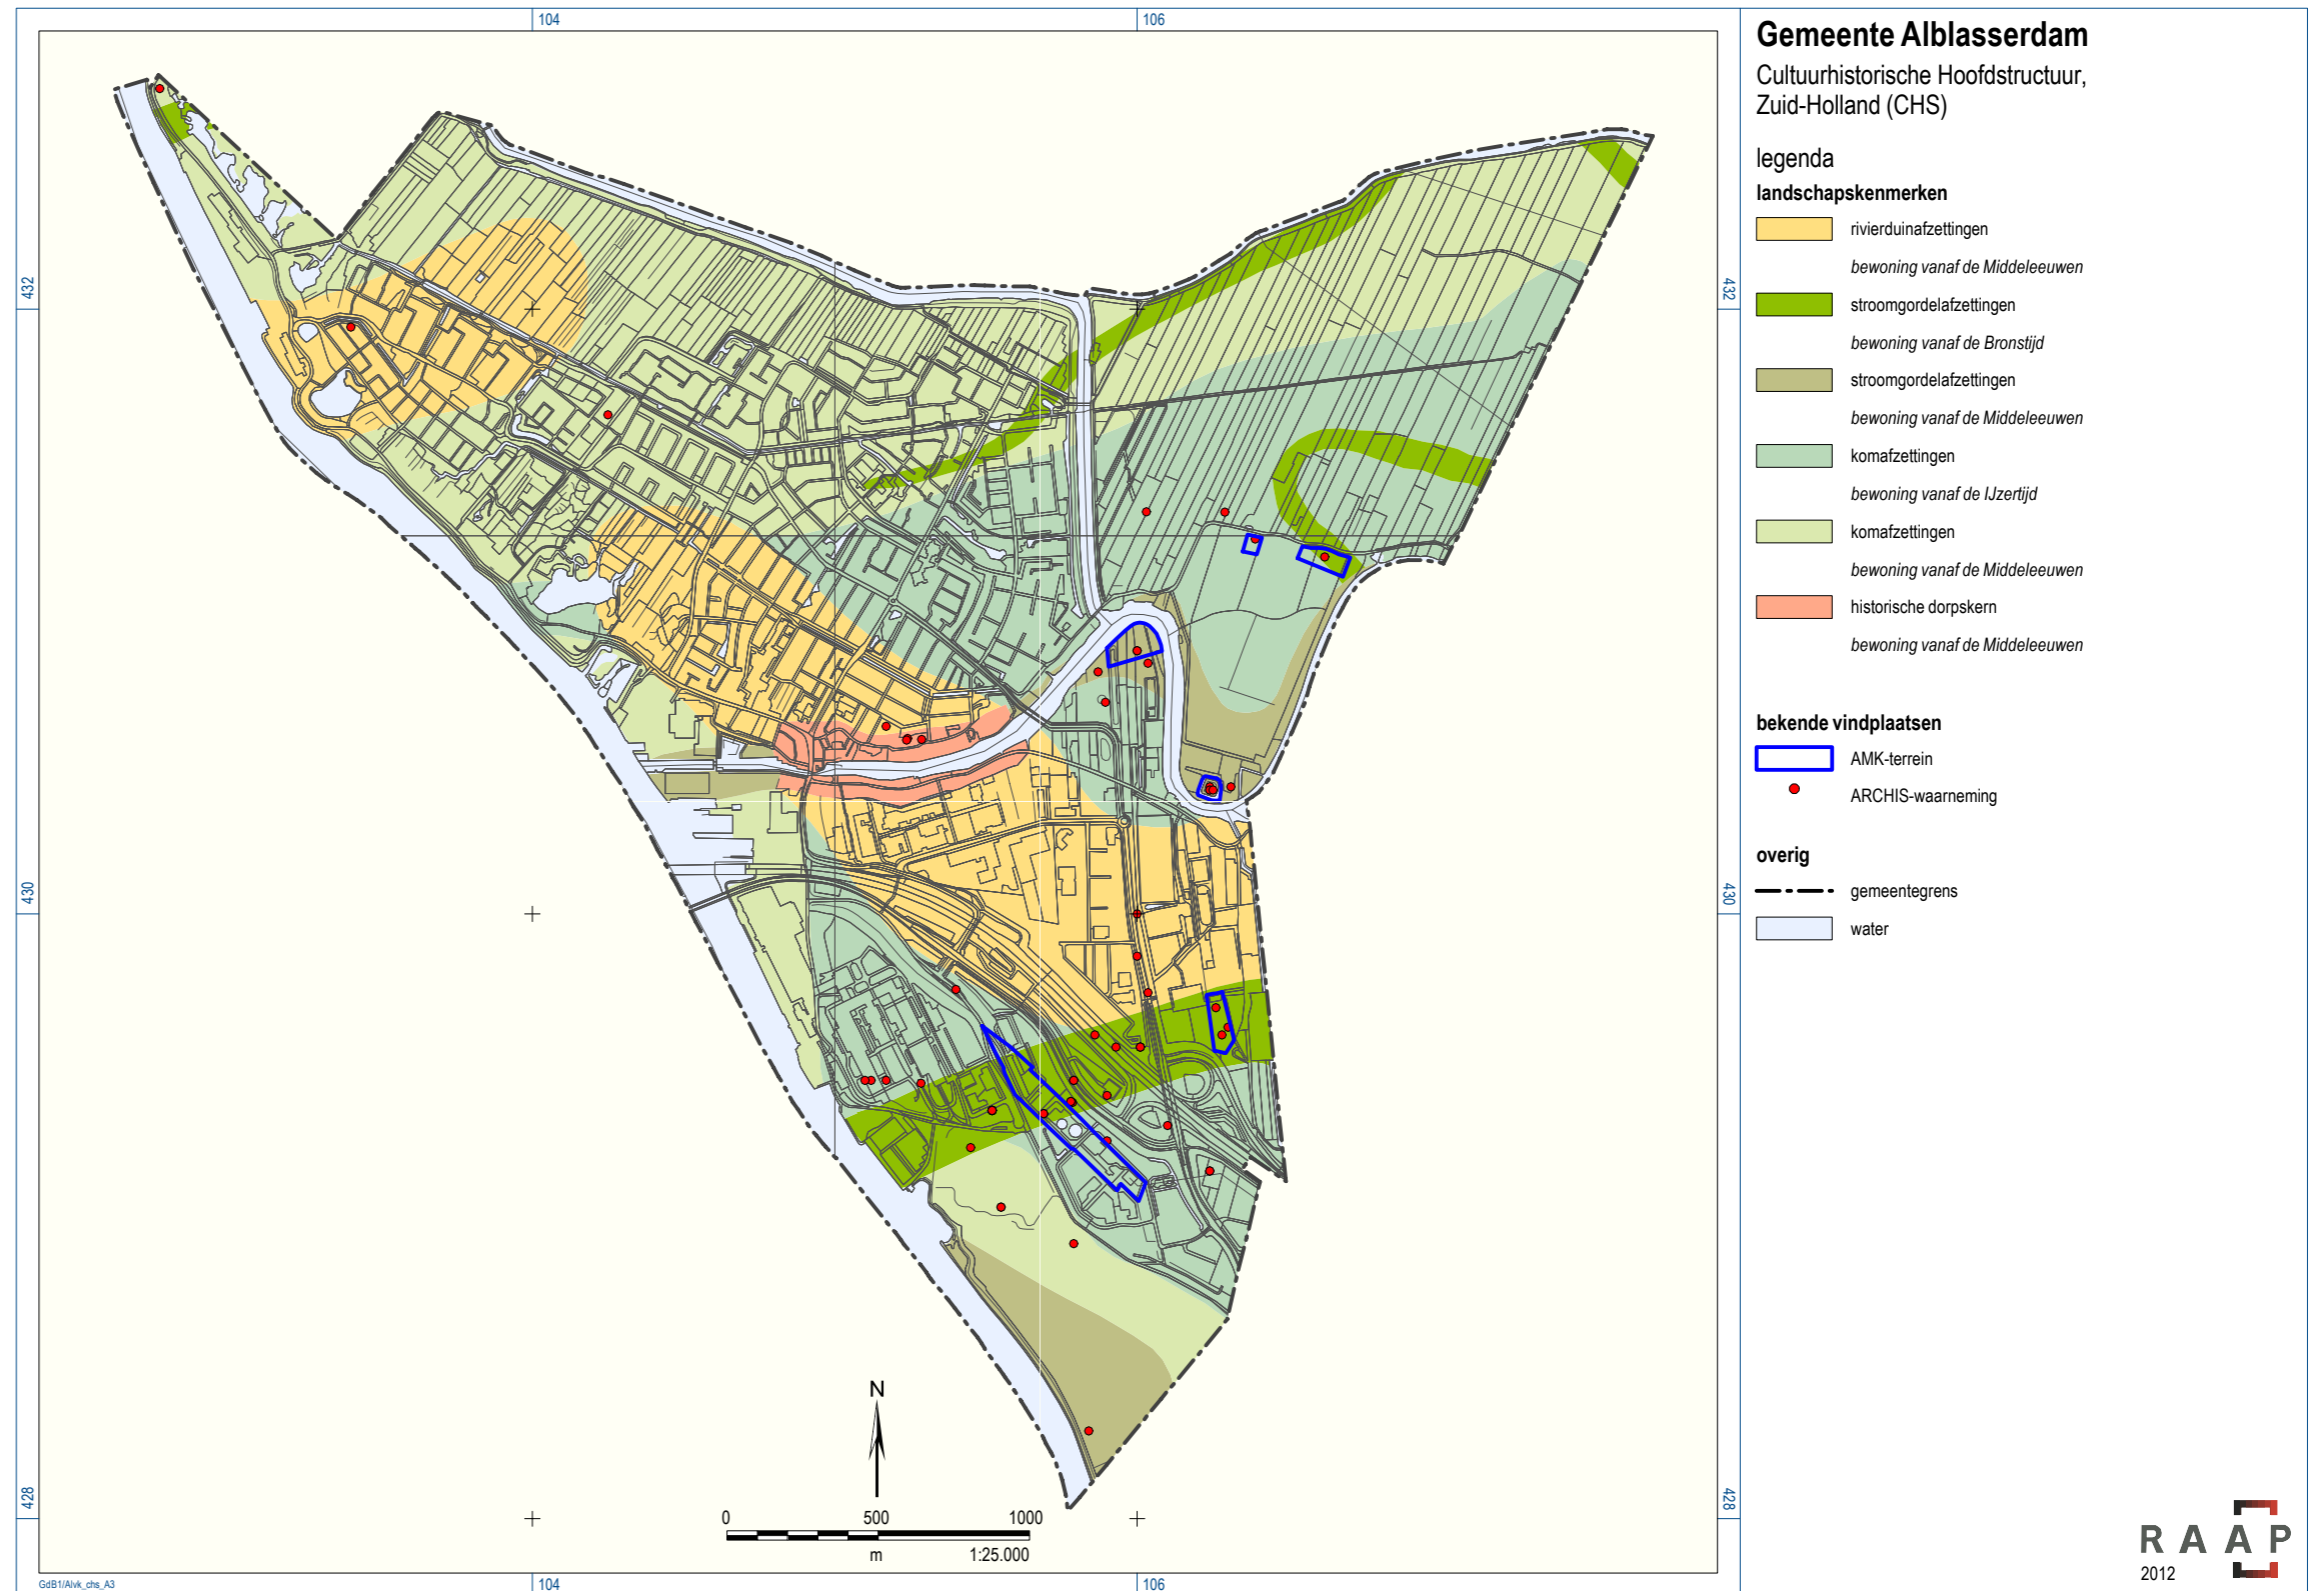 104
106
432
432
430
430
428
428
N
0 500 1000
m 1:25.000
GdB1/Alvk_chs_A3
104
106
Gemeente Alblasserdam
Cultuurhistorische Hoofdstructuur,
Zuid-Holland (CHS)
legenda
landschapskenmerken
rivierduinafzettingen
bewoning vanaf de Middeleeuwen
stroomgordelafzettingen
bewoning vanaf de Bronstijd
stroomgordelafzettingen
bewoning vanaf de Middeleeuwen
komafzettingen
bewoning vanaf de IJzertijd
komafzettingen
bewoning vanaf de Middeleeuwen
historische dorpskern
bewoning vanaf de Middeleeuwen
bekende vindplaatsen
AMK-terrein
ARCHIS-waarneming
overig
gemeentegrens
water
RAAP
2012